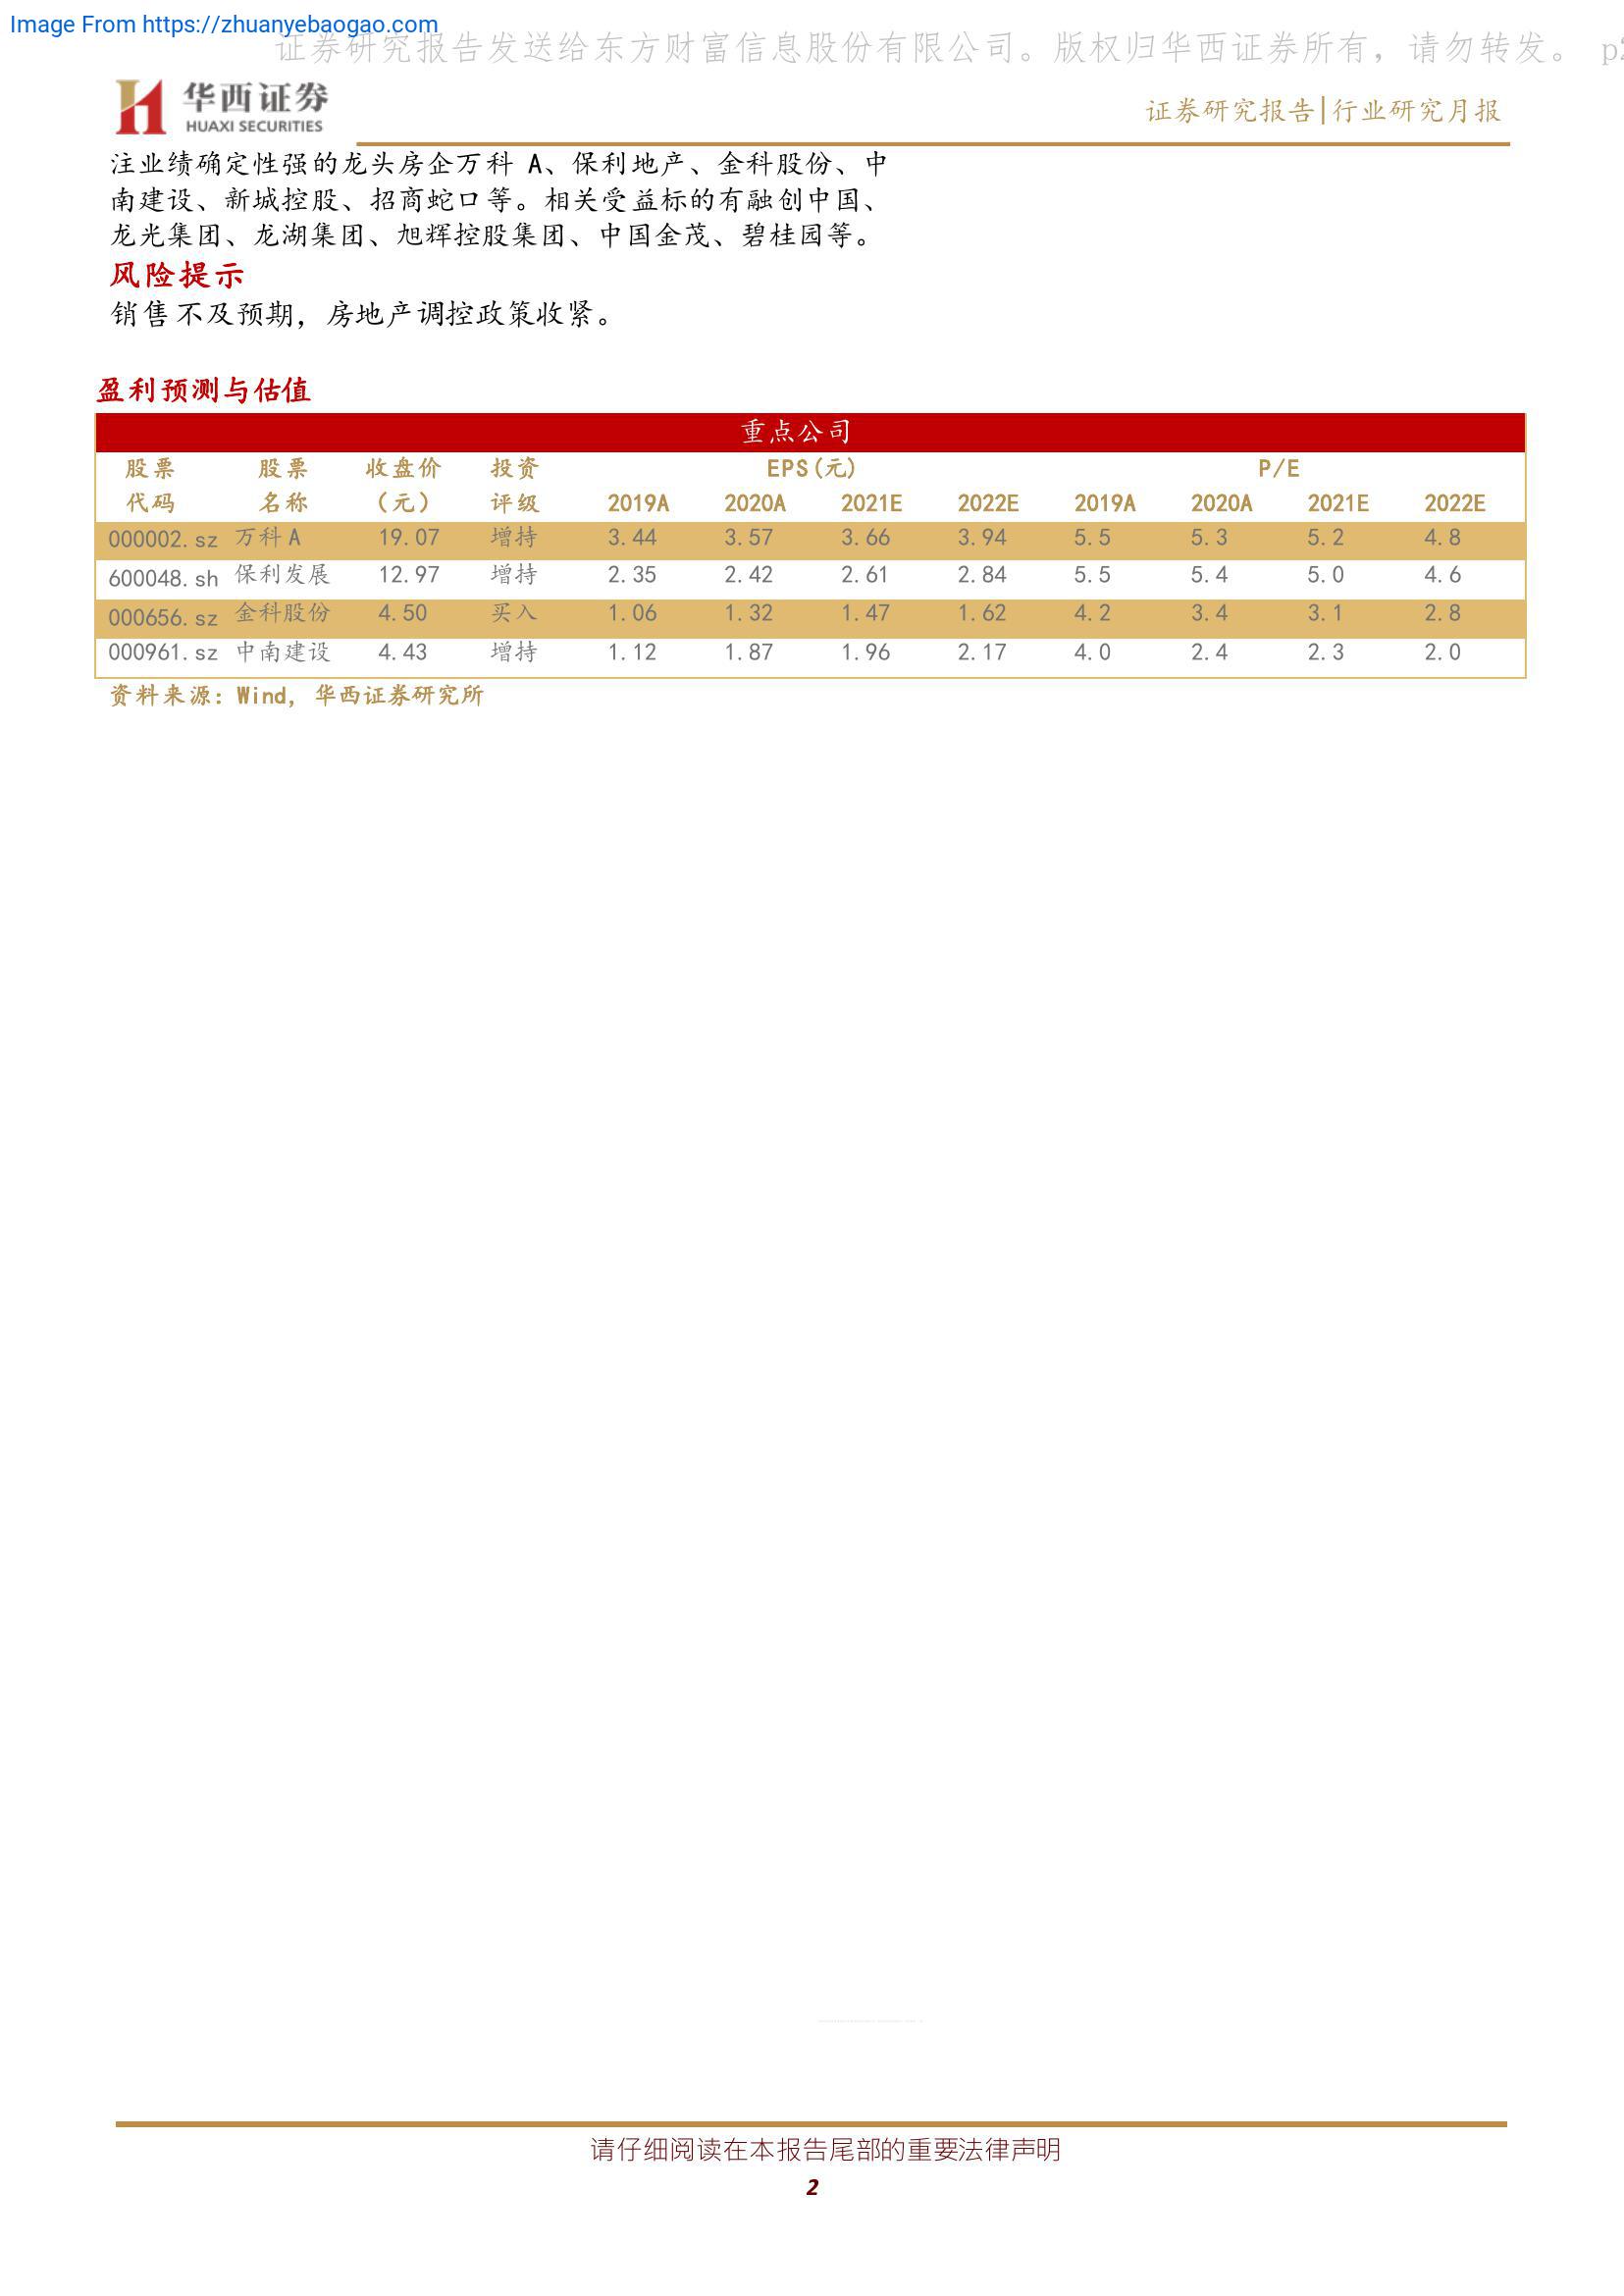 Image From https://zhuanyebaogao.com
证券研究报告发送给东方财富信息股份有限公司。版权归华西证券所有，请勿转发。 p2
华西证券
HUAXI SECURITIES
证券研究报告|行业研究月报
注业绩确定性强的龙头房企万科 A、保利地产、金科股份、中
南建设、新城控股、招商蛇口等。相关受益标的有融创中国、
龙光集团、龙湖集团、旭辉控股集团、中国金茂、碧桂园等。
风险提示
销售不及预期，房地产调控政策收紧。
盈利预测与估值
重点公司
股票 股票 收盘价 投资 EPS(元) P/E
代码 名称 （元） 评级 2019A 2020A 2021E 2022E 2019A 2020A 2021E 2022E
000002.sz 万科A 19.07 增持 3.44 3.57 3.66 3.94 5.5 5.3 5.2 4.8
600048.sh 保利发展 12.97 增持 2.35 2.42 2.61 2.84 5.5 5.4 5.0 4.6
000656.sz 金科股份 4.50 买入 1.06 1.32 1.47 1.62 4.2 3.4 3.1 2.8
000961.sz 中南建设 4.43 增持 1.12 1.87 1.96 2.17 4.0 2.4 2.3 2.0
资料来源：Wind，华西证券研究所
请仔细阅读在本报告尾部的重要法律声明
2